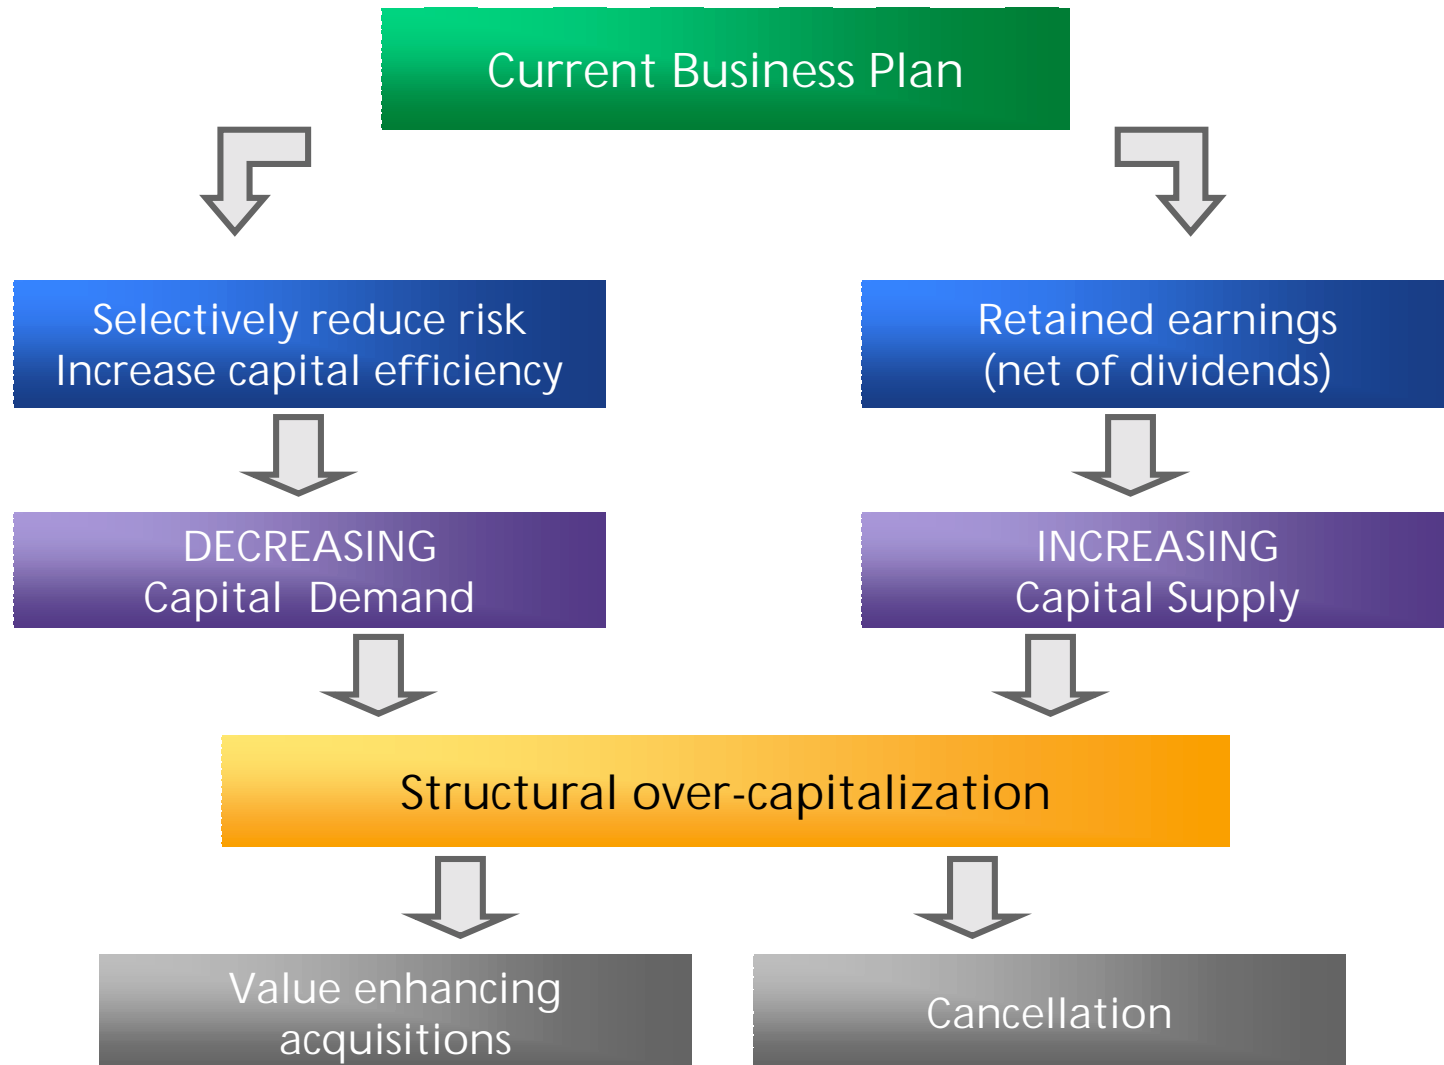 Current Business Plan
Selectively reduce risk
Increase capital efficiency
Retained earnings
(net of dividends)
DECREASING
Capital Demand
INCREASING
Capital Supply
Structural over-capitalization
Value enhancing
acquisitions
Cancellation